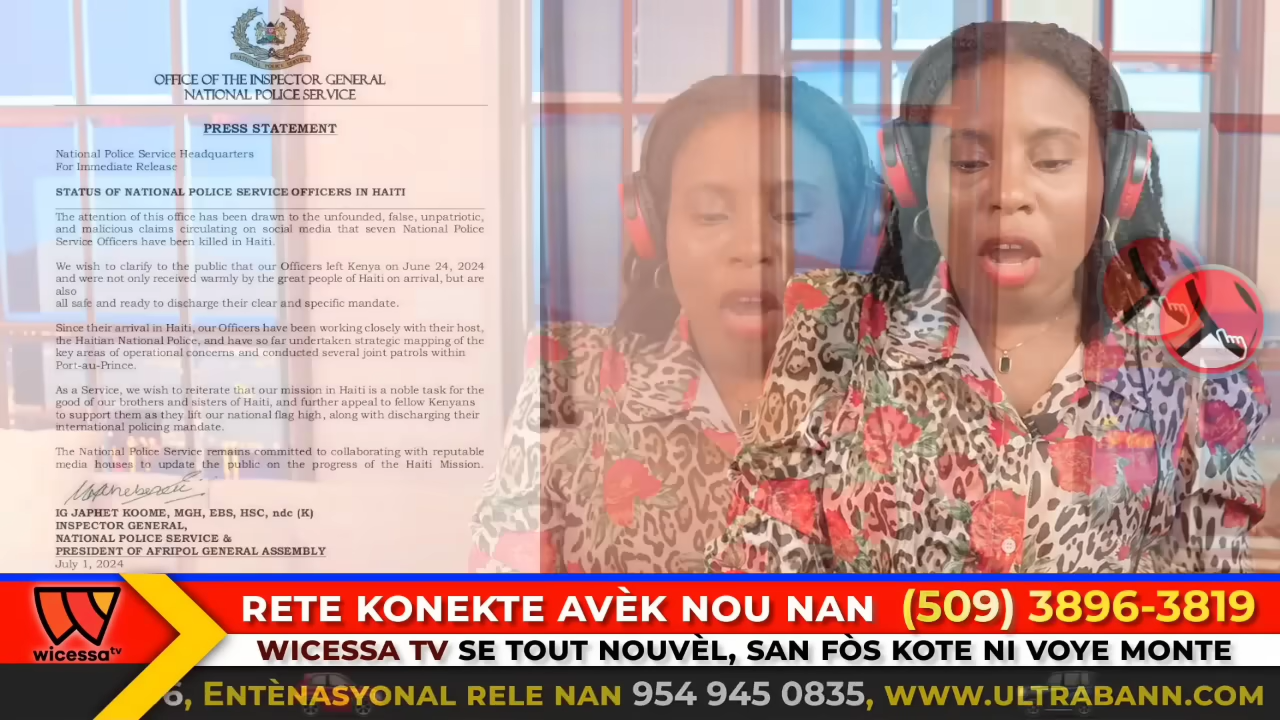 OFFICE OF THE INSPECTOR GENERAL
NATIONAL POLICE SERVICE
PRESS STATEMENT
National Police Service Headquarters
For Immediate Release
STATUS OF NATIONAL POLICE SERVICE OFFICERS IN HAITI
The attention of this office has been drawn to the unfounded, false, unpatriotic,
and malicious claims circulating on social media that seven National Police
Service Officers have been killed in Haiti.
We wish to clarify to the public that our Officers left Kenya on June 24, 2024
and were not only received warmly by the great people of Haiti on arrival, but are
also
all safe and ready to discharge their clear and specific mandate.
Since their arrival in Haiti, our Officers have been working closely with their host,
the Haitian National Police, and have so far undertaken strategic mapping of the
key areas of operational concerns and conducted several joint patrols within
Port-au-Prince.
As a Service, we wish to reiterate that our mission in Haiti is a noble task for the
good of our brothers and sisters of Haiti, and further appeal to fellow Kenyans
to support them as they lift our national flag high, along with discharging their
international policing mandate.
The National Police Service remains committed to collaborating with reputable
media houses to update the public on the progress of the Haiti Mission.
IG JAPHET KOOME, MGH, EBS, HSC, ndc (K)
INSPECTOR GENERAL,
NATIONAL POLICE SERVICE &
PRESIDENT OF AFRIPOL GENERAL ASSEMBLY
July 1, 2024
wicessa tv
RETE KONEKTE AVÈK NOU NAN (509) 3896-3819
WICESSA TV SE TOUT NOUVÈL, SAN FÒS KOTE NI VOYE MONTE
6, ENTÈNASYONAL RELE NAN 954 945 0835, WWW.ULTRABANN.COM